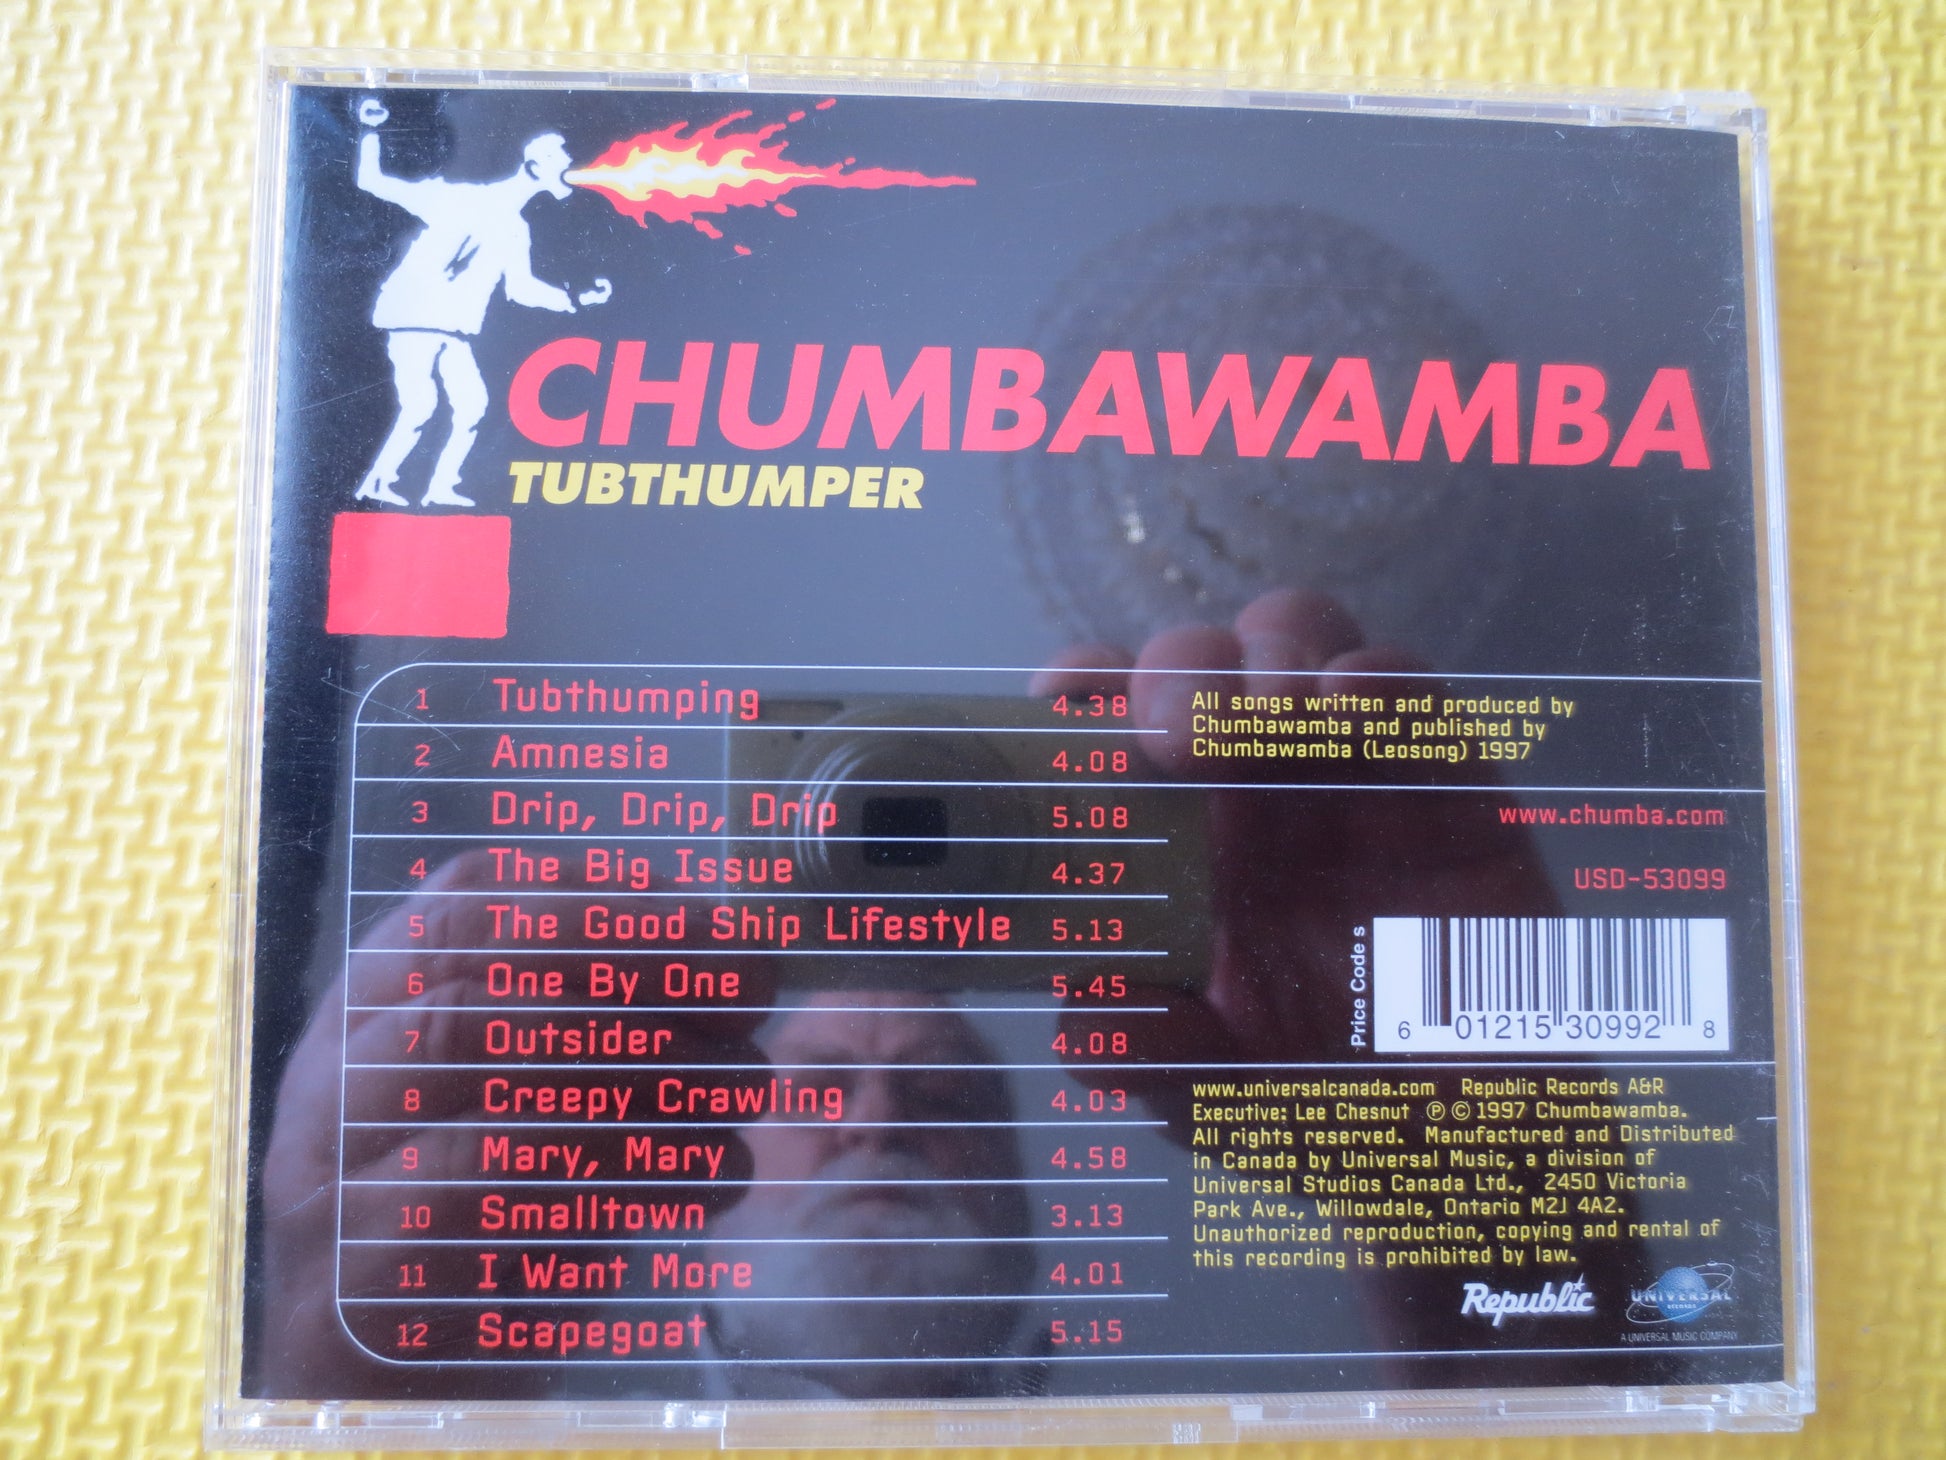 CHUMBAWAMBA
TUBTHUMPER
1 Tubthumping 4.38
2 Amnesia 4.08
3 Drip, Drip, Drip 5.08
4 The Big Issue 4.37
5 The Good Ship Lifestyle 5.13
6 One By One 5.45
7 Outsider 4.08
8 Creepy Crawling 4.03
9 Mary, Mary 4.58
10 Smalltown 3.13
11 I Want More 4.01
12 Scapegoat 5.15
All songs written and produced by
Chumbawamba and published by
Chumbawamba (Leosong) 1997
www.chumba.com
USD-53099
Price Code s
6 01215 30992 8
www.universalcanada.com Republic Records A&R
Executive: Lee Chesnut ℗ © 1997 Chumbawamba.
All rights reserved. Manufactured and Distributed
in Canada by Universal Music, a division of
Universal Studios Canada Ltd., 2450 Victoria
Park Ave., Willowdale, Ontario M2J 4A2.
Unauthorized reproduction, copying and rental of
this recording is prohibited by law.
Republic
UNIVERSAL
RECORDS
A UNIVERSAL MUSIC COMPANY